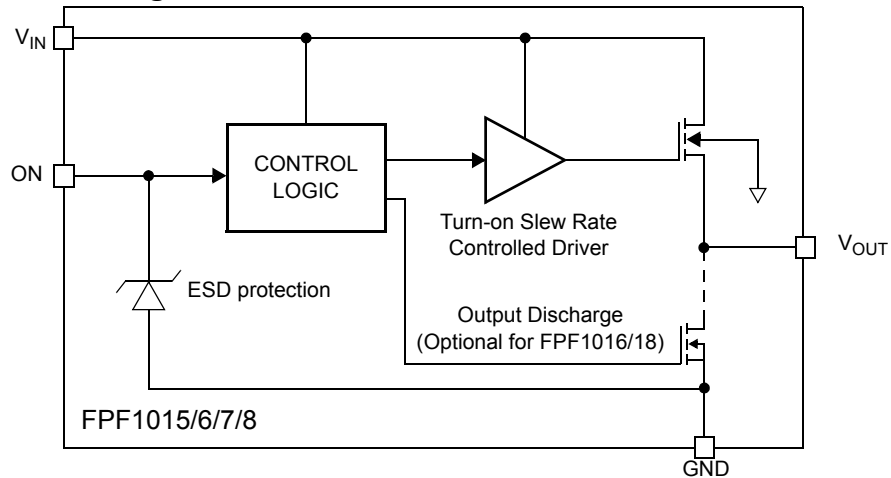 V_IN
ON
CONTROL
LOGIC
Turn-on Slew Rate
Controlled Driver
V_OUT
ESD protection
Output Discharge
(Optional for FPF1016/18)
FPF1015/6/7/8
GND